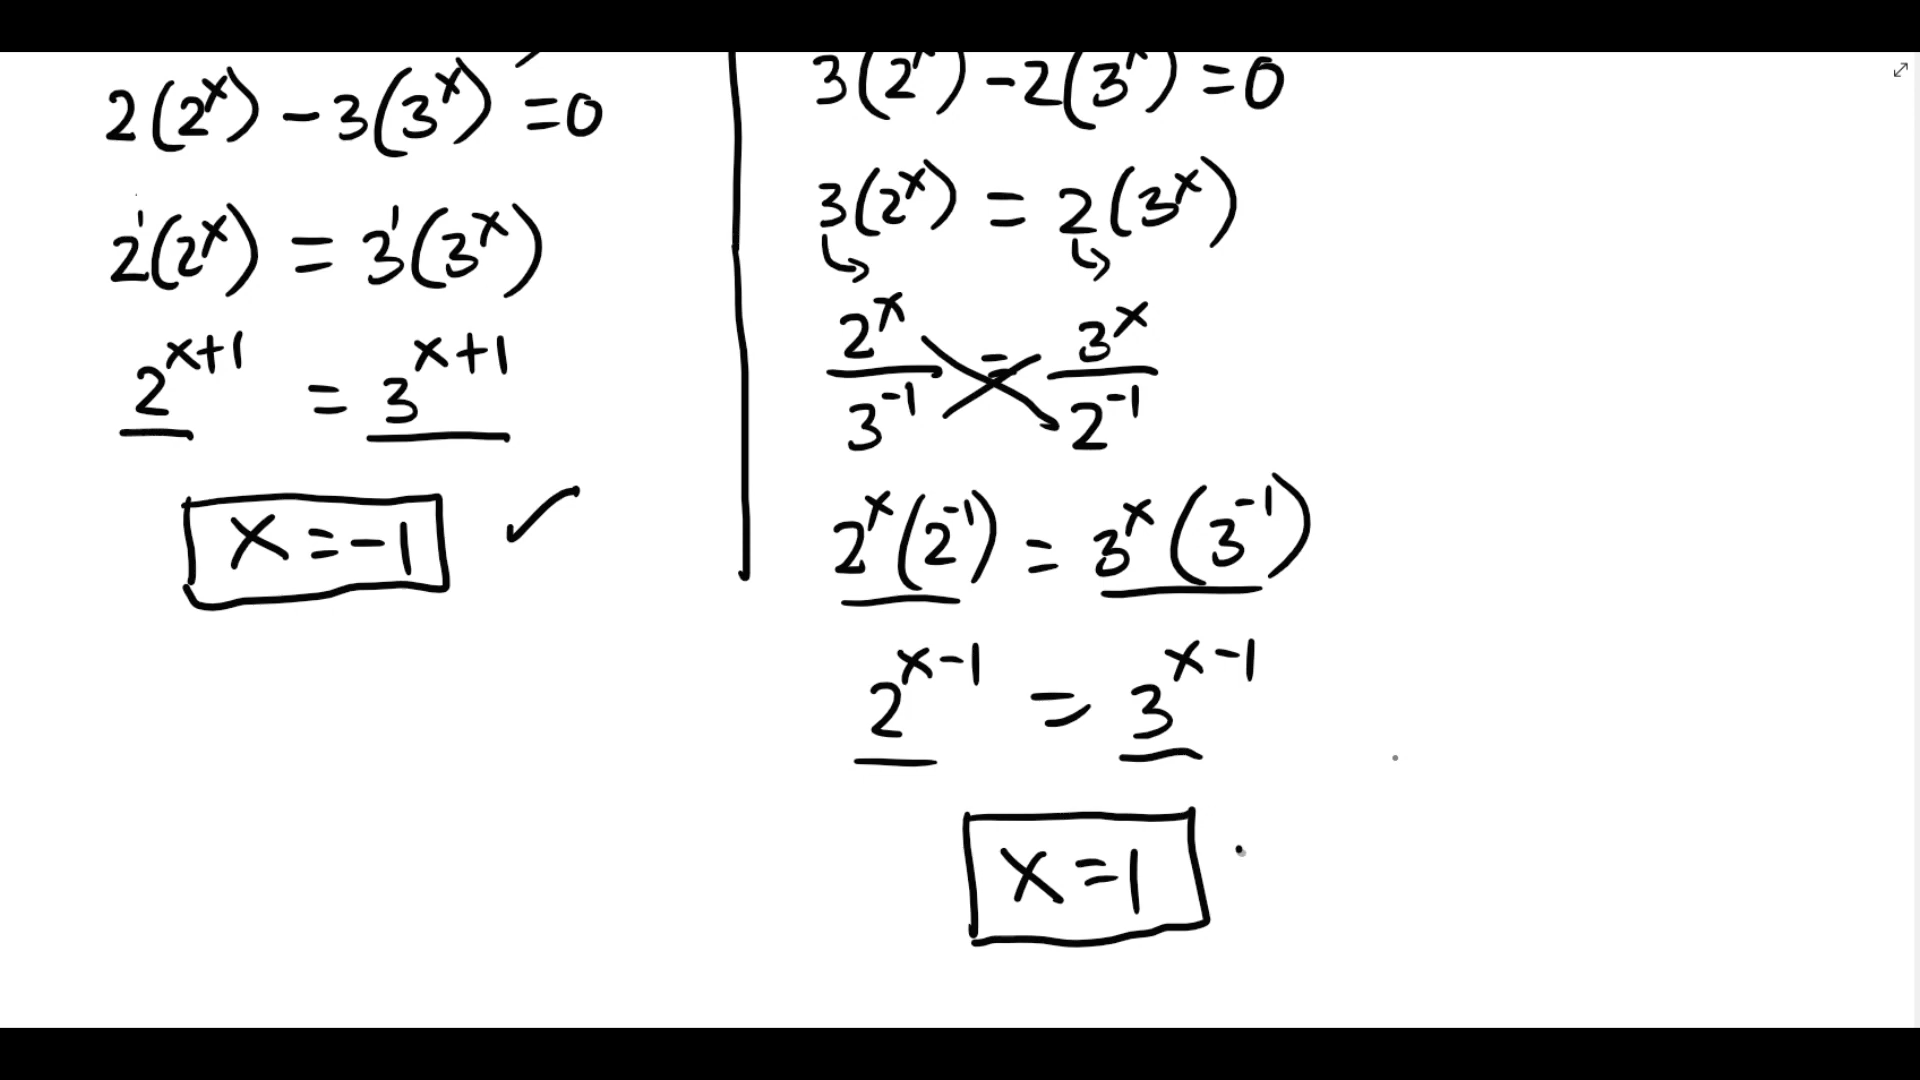 2(2^x) - 3(3^x) = 0
2^1(2^x) = 3^1(3^x)
2^(x+1) = 3^(x+1)
x = -1 ✓
3(2^x) - 2(3^x) = 0
3(2^x) = 2(3^x)
2^x/3^-1 = 3^x/2^-1
2^x(2^-1) = 3^x(3^-1)
2^(x-1) = 3^(x-1)
x = 1